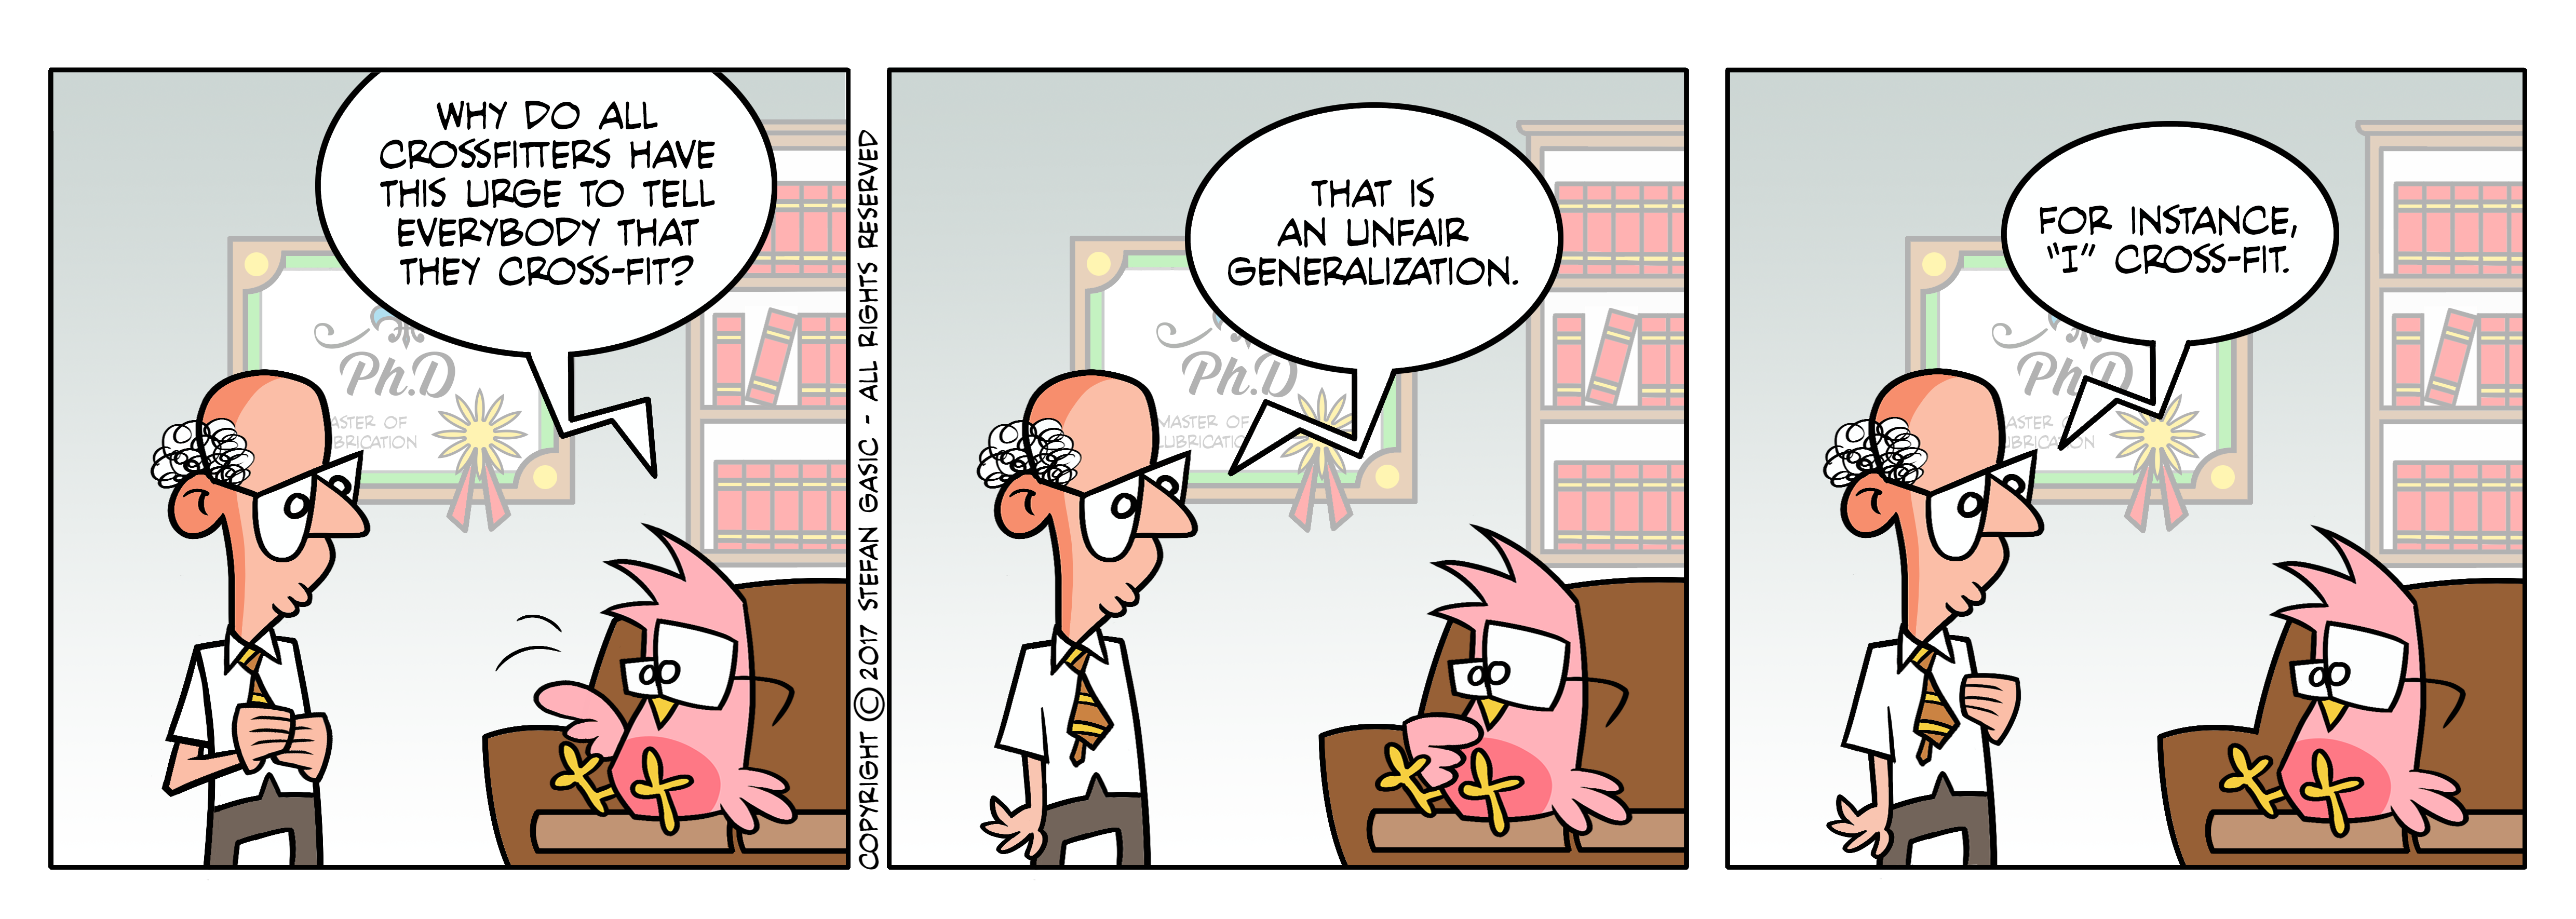 WHY DO ALL
CROSSFITTERS HAVE
THIS URGE TO TELL
EVERYBODY THAT
THEY CROSS-FIT?
Ph.D
ASTER OF
BRICATION
COPYRIGHT © 2017 STEFAN GASIC - ALL RIGHTS RESERVED
THAT IS
AN UNFAIR
GENERALIZATION.
Ph.D
MASTER OF
LUBRICATIO
FOR INSTANCE,
"I" CROSS-FIT.
Ph.D
ASTER OF
UBRICATION